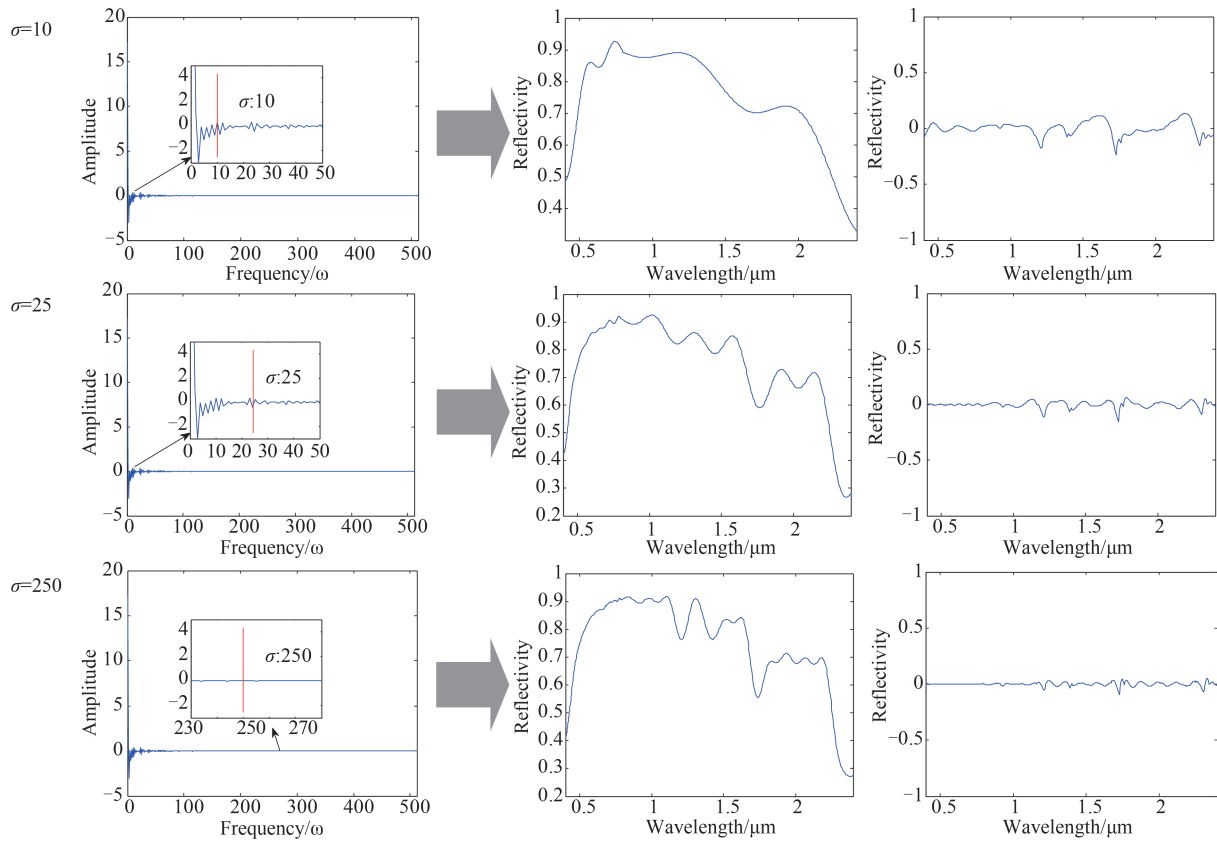 σ=10
20
15
10
5
0
−5
Amplitude
0 100 200 300 400 500
Frequency/ω
4
2
0
−2
σ:10
0 10 20 30 40 50
1
0.9
0.8
0.7
0.6
0.5
0.4
Reflectivity
0.5 1 1.5 2
Wavelength/μm
1
0.5
0
−0.5
−1
Reflectivity
0.5 1 1.5 2
Wavelength/μm
σ=25
20
15
10
5
0
−5
Amplitude
0 100 200 300 400 500
Frequency/ω
4
2
0
−2
σ:25
0 10 20 30 40 50
1
0.9
0.8
0.7
0.6
0.5
0.4
0.3
0.2
Reflectivity
0.5 1 1.5 2
Wavelength/μm
1
0.5
0
−0.5
−1
Reflectivity
0.5 1 1.5 2
Wavelength/μm
σ=250
20
15
10
5
0
−5
Amplitude
0 100 200 300 400 500
Frequency/ω
4
2
0
−2
σ:250
230 250 270
1
0.9
0.8
0.7
0.6
0.5
0.4
0.3
0.2
Reflectivity
0.5 1 1.5 2
Wavelength/μm
1
0.5
0
−0.5
−1
Reflectivity
0.5 1 1.5 2
Wavelength/μm